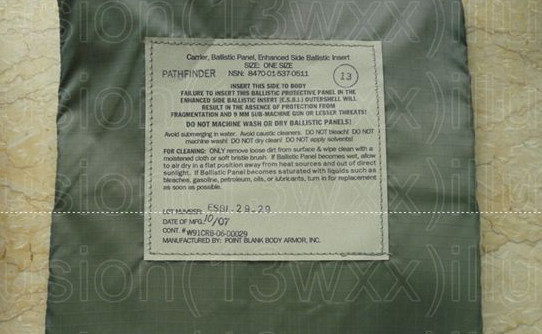 Carrier, Ballistic Panel, Enhanced Side Ballistic Insert
SIZE: ONE SIZE
PATHFINDER NSN: 8470-01-537-0511 13
INSERT THIS SIDE TO BODY
FAILURE TO INSERT THIS BALLISTIC PROTECTIVE PANEL IN THE
ENHANCED SIDE BALLISTIC INSERT (E.S.B.I.) OUTERSHELL WILL
RESULT IN THE ABSENCE OF PROTECTION FROM
FRAGMENTATION AND 9 MM SUB-MACHINE GUN OR LESSER THREATS!
DO NOT MACHINE WASH OR DRY BALLISTIC PANELS!
Avoid submerging in water. Avoid caustic cleaners. DO NOT bleach! DO NOT
machine wash! DO NOT dry clean! DO NOT apply solvents!
FOR CLEANING: ONLY remove loose dirt from surface & wipe clean with a
moistened cloth or soft bristle brush. If Ballistic Panel becomes wet, allow
to air dry in a flat position away from heat sources and out of direct
sunlight. If Ballistic Panel becomes saturated with liquids such as
bleaches, gasoline, petroleum, oils, or lubricants, turn in for replacement
as soon as possible.
LOT NUMBER: ESBI 29-29
DATE OF MFG. 10/07
CONT. # W91CRB-06-00029
MANUFACTURED BY: POINT BLANK BODY ARMOR, INC.
usion(13wxx)illu